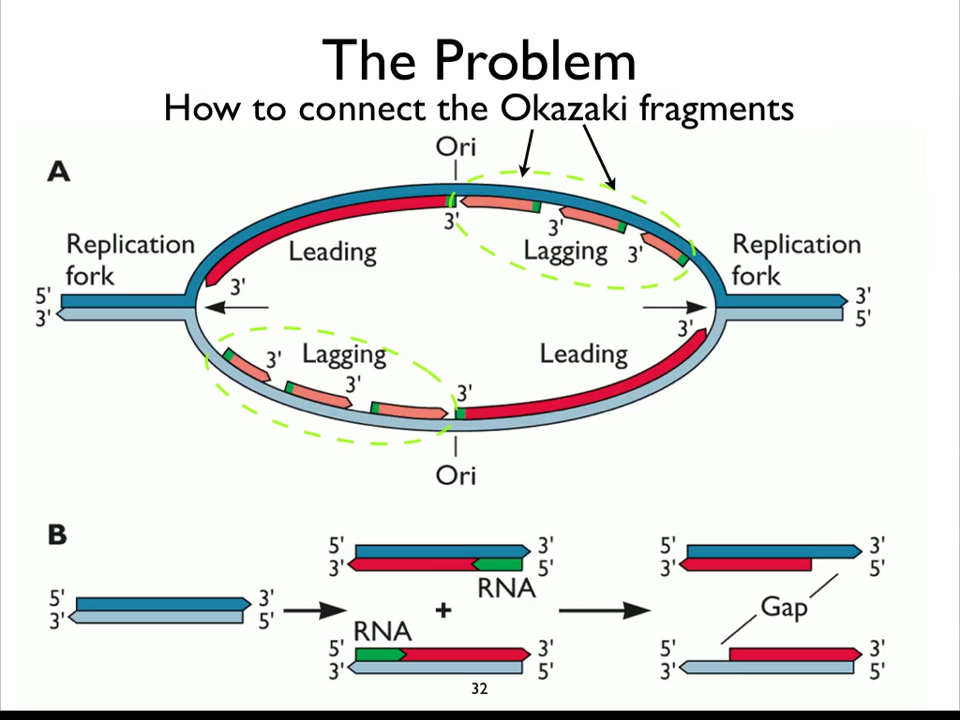 The Problem
How to connect the Okazaki fragments
Ori
A
3'
3'
Replication
fork
Leading
Lagging
3'
Replication
fork
3'
5'
3'
3'
5'
3'
3'
Lagging
3'
3'
Leading
3'
Ori
B
5'
3'
3'
5'
5'
3'
3'
5'
RNA
+
RNA
5'
3'
3'
5'
5'
3'
3'
5'
Gap
5'
3'
3'
5'
32